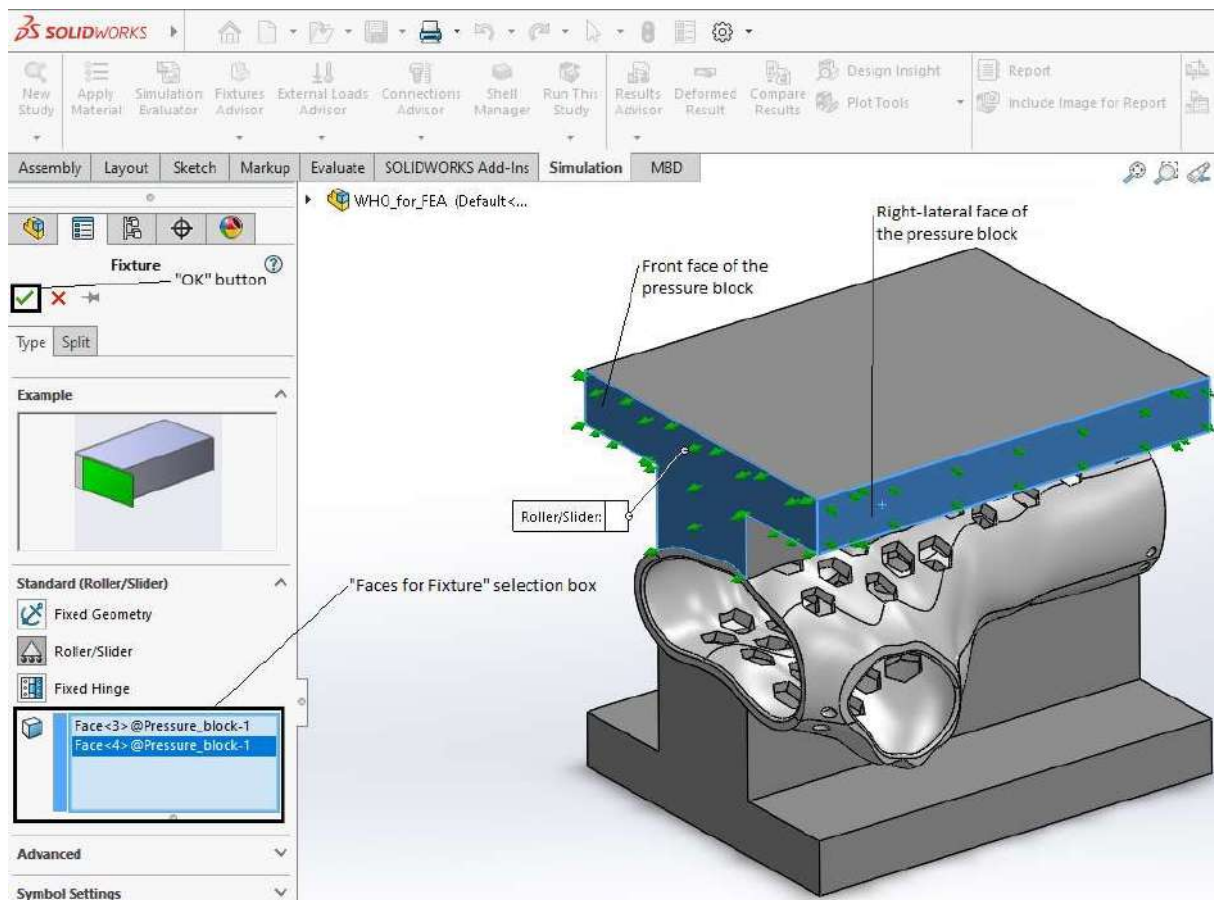 SOLIDWORKS
New Study
Apply Material
Simulation Evaluator
Fixtures Advisor
External Loads Advisor
Connections Advisor
Shell Manager
Run This Study
Results Advisor
Deformed Result
Compare Results
Design Insight
Plot Tools
Report
Include Image for Report
Assembly Layout Sketch Markup Evaluate SOLIDWORKS Add-Ins Simulation MBD
WHO_for_FEA (Default<...
Fixture
"OK" button
Type Split
Example
Right-lateral face of
the pressure block
Front face of the
pressure block
Roller/Slider:
Standard (Roller/Slider)
"Faces for Fixture" selection box
Fixed Geometry
Roller/Slider
Fixed Hinge
Face<3>@Pressure_block-1
Face<4>@Pressure_block-1
Advanced
Symbol Settings